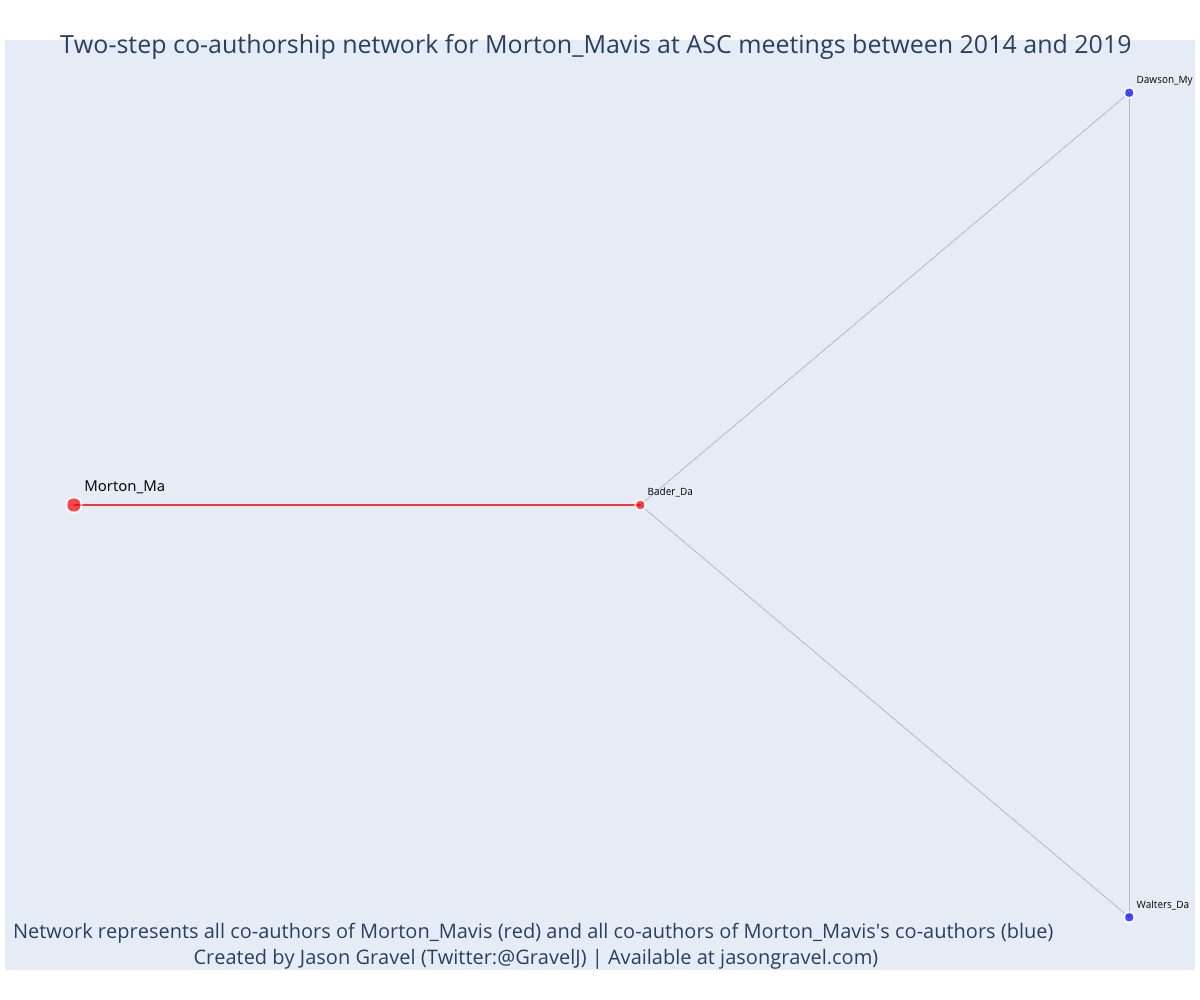 Two-step co-authorship network for Morton_Mavis at ASC meetings between 2014 and 2019
Dawson_My
Morton_Ma
Bader_Da
Walters_Da
Network represents all co-authors of Morton_Mavis (red) and all co-authors of Morton_Mavis's co-authors (blue)
Created by Jason Gravel (Twitter:@GravelJ) | Available at jasongravel.com)